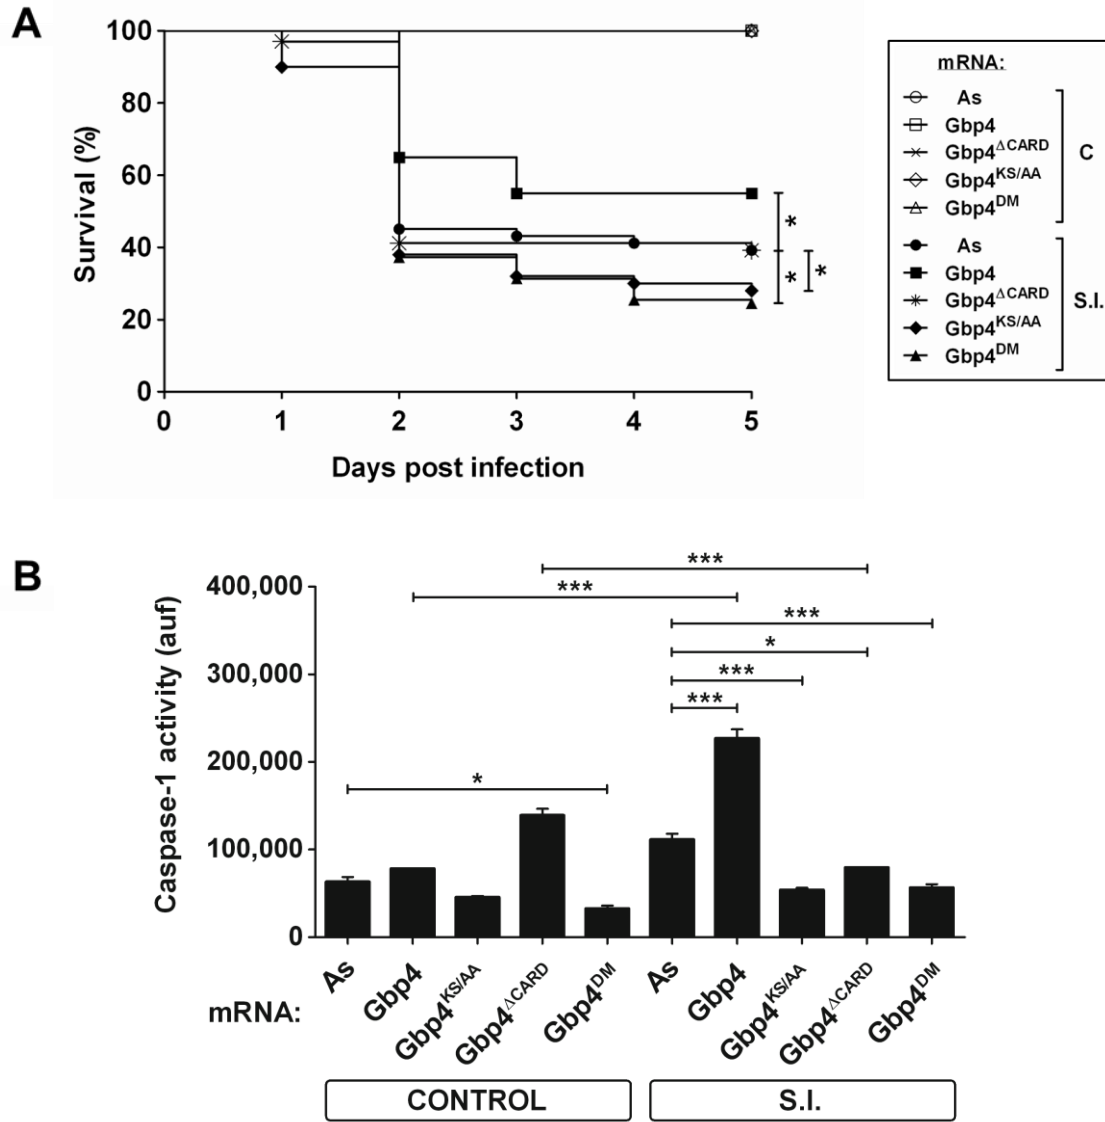 A
Survival (%)
100
80
60
40
20
0
0 1 2 3 4 5
Days post infection
*
*
*
mRNA:
As
Gbp4
Gbp4ΔCARD
Gbp4KS/AA
Gbp4DM
C
As
Gbp4
Gbp4ΔCARD
Gbp4KS/AA
Gbp4DM
S.I.
B
Caspase-1 activity (auf)
400,000
300,000
200,000
100,000
0
***
***
***
*
***
***
*
mRNA:
As Gbp4 Gbp4KS/AA Gbp4ΔCARD Gbp4DM As Gbp4 Gbp4KS/AA Gbp4ΔCARD Gbp4DM
CONTROL S.I.